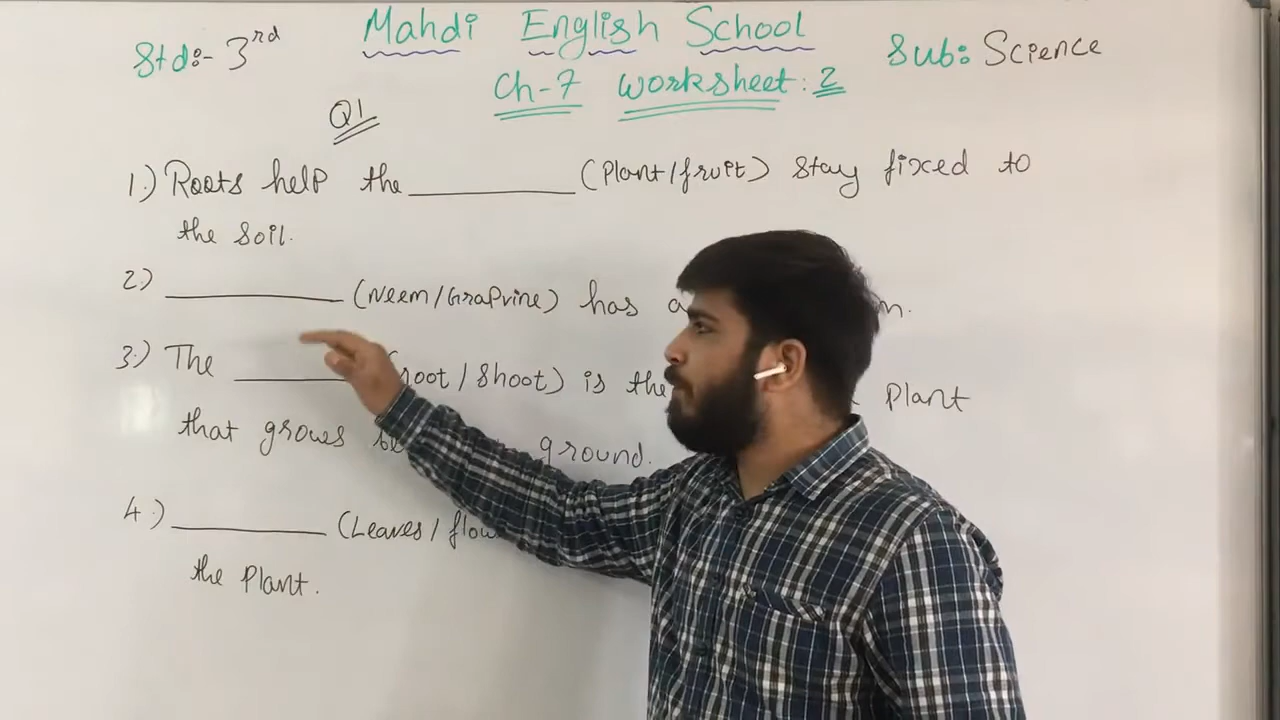 Std:- 3rd
Mahdi English School
Sub: Science
Ch-7 Worksheet: 2
Q1
1.) Roots help the ________ (Plant/fruit) stay fixed to
the Soil.
2) ________ (Neem/GraPvine) has a
3.) The ________ (root / Shoot) is the Plant
that grows ground.
4.) ________ (Leaves /
the Plant.